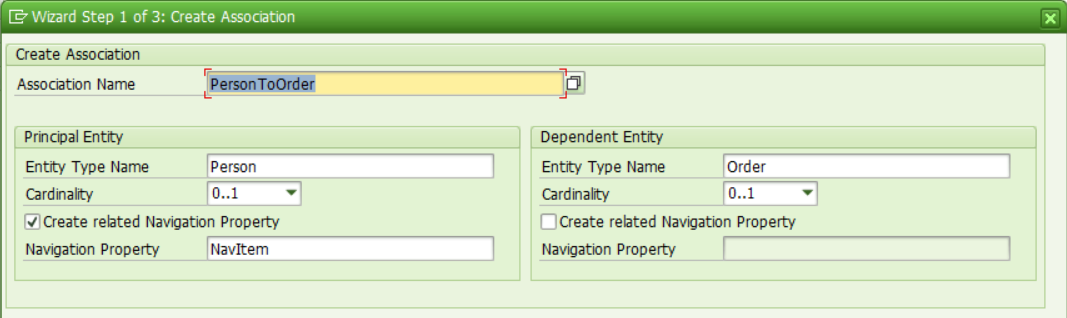 Wizard Step 1 of 3: Create Association
Create Association
Association Name PersonToOrder
Principal Entity
Entity Type Name Person
Cardinality 0..1
Create related Navigation Property
Navigation Property NavItem
Dependent Entity
Entity Type Name Order
Cardinality 0..1
Create related Navigation Property
Navigation Property